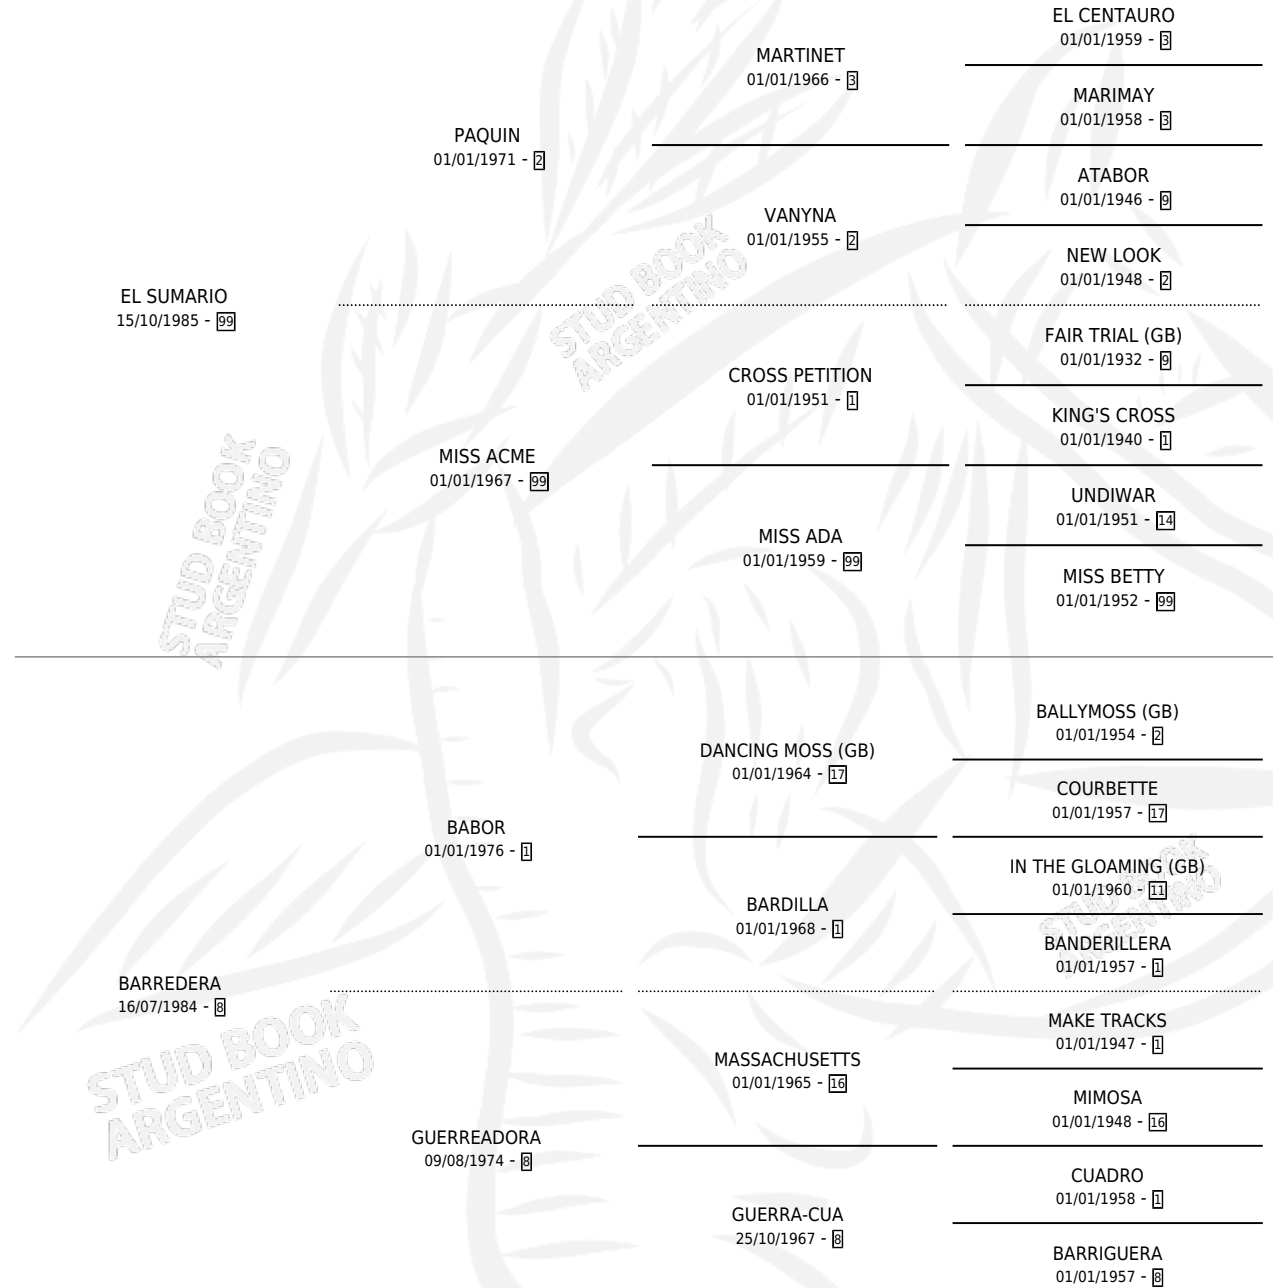 EL CENTAURO
01/01/1959 - 3
MARTINET
01/01/1966 - 3
MARIMAY
01/01/1958 - 3
PAQUIN
01/01/1971 - 2
ATABOR
01/01/1946 - 9
VANYNA
01/01/1955 - 2
NEW LOOK
01/01/1948 - 2
EL SUMARIO
15/10/1985 - 99
FAIR TRIAL (GB)
01/01/1932 - 9
CROSS PETITION
01/01/1951 - 1
KING'S CROSS
01/01/1940 - 1
MISS ACME
01/01/1967 - 99
UNDIWAR
01/01/1951 - 14
MISS ADA
01/01/1959 - 99
MISS BETTY
01/01/1952 - 99
BALLYMOSS (GB)
01/01/1954 - 2
DANCING MOSS (GB)
01/01/1964 - 17
COURBETTE
01/01/1957 - 17
BABOR
01/01/1976 - 1
IN THE GLOAMING (GB)
01/01/1960 - 11
BARDILLA
01/01/1968 - 1
BANDERILLERA
01/01/1957 - 1
BARREDERA
16/07/1984 - 8
MAKE TRACKS
01/01/1947 - 1
MASSACHUSETTS
01/01/1965 - 16
MIMOSA
01/01/1948 - 16
GUERREADORA
09/08/1974 - 8
CUADRO
01/01/1958 - 1
GUERRA-CUA
25/10/1967 - 8
BARRIGUERA
01/01/1957 - 8
STUD BOOK
ARGENTINO
STUD BOOK
ARGENTINO
STUD BOOK
ARGENTINO
STUD BOOK
ARGENTINO